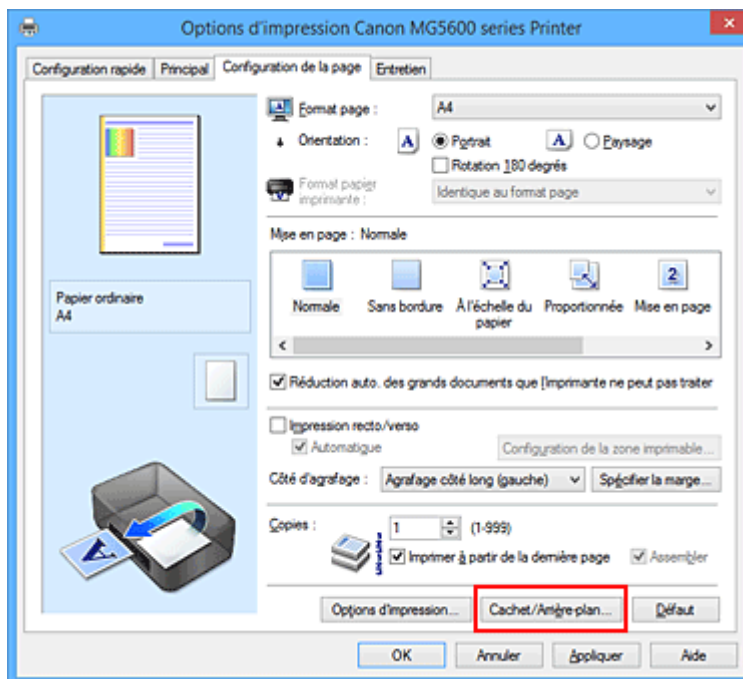 Options d'impression Canon MG5600 series Printer
Configuration rapide Principal Configuration de la page Entretien
Format page : A4
Orientation : A Portrait A Paysage
Rotation 180 degrés
Format papier imprimante : Identique au format page
Mise en page : Normale
Normale Sans bordure À l'échelle du papier Proportionnée Mise en page
2
Papier ordinaire
A4
Réduction auto. des grands documents que l'imprimante ne peut pas traiter
Impression recto/verso
Automatique Configuration de la zone imprimable...
Côté d'agrafage : Agrafage côté long (gauche) Spécifier la marge...
Copies : 1 (1-999)
Imprimer à partir de la dernière page Assembler
A
Options d'impression... Cachet/Arrière-plan... Défaut
OK Annuler Appliquer Aide